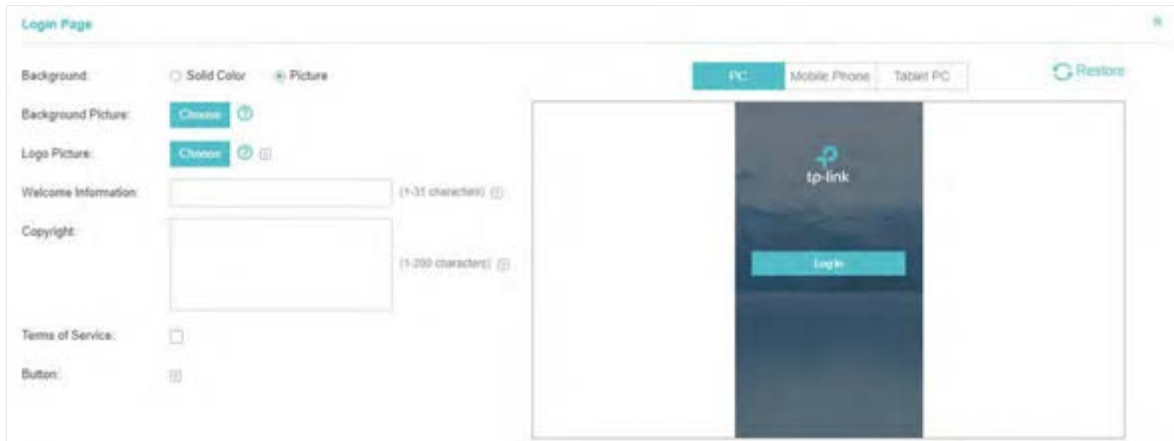 Login Page
Background: Solid Color Picture
PC Mobile Phone Tablet PC Restore
Background Picture: Choose
Logo Picture: Choose
Welcome Information: (1-31 characters)
Copyright: (1-200 characters)
Terms of Service:
Button:
tp-link
Log In